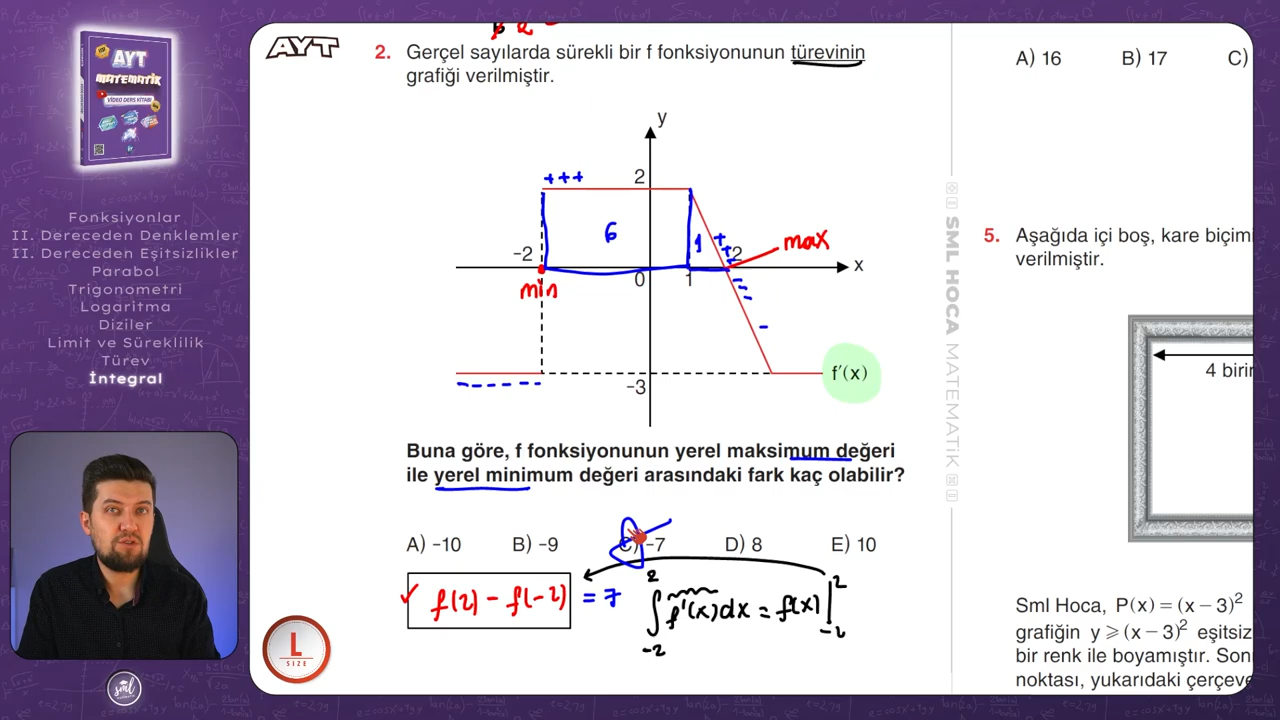 AYT
MATEMATİK
VİDEO DERS KİTABI
Fonksiyonlar
II. Dereceden Denklemler
II. Dereceden Eşitsizlikler
Parabol
Trigonometri
Logaritma
Diziler
Limit ve Süreklilik
Türev
İntegral
L
SIZE
sml
AYT
2. Gerçel sayılarda sürekli bir f fonksiyonunun türevinin
grafiği verilmiştir.
y
+++
2
6
1
+++
-2
2
max
x
0
1
min
-3
f'(x)
Buna göre, f fonksiyonunun yerel maksimum değeri
ile yerel minimum değeri arasındaki fark kaç olabilir?
A) -10 B) -9 C) -7 D) 8 E) 10
f(2) - f(-2) = 7 ∫ f'(x)dx = f(x) |
2 2
-2 -2
SML HOCA MATEMATİK
A) 16 B) 17 C)
5. Aşağıda içi boş, kare biçimi
verilmiştir.
4 birin
Sml Hoca, P(x) = (x - 3)²
grafiğin y ⩾ (x - 3)² eşitsiz
bir renk ile boyamıştır. Son
noktası, yukarıdaki çerçeve